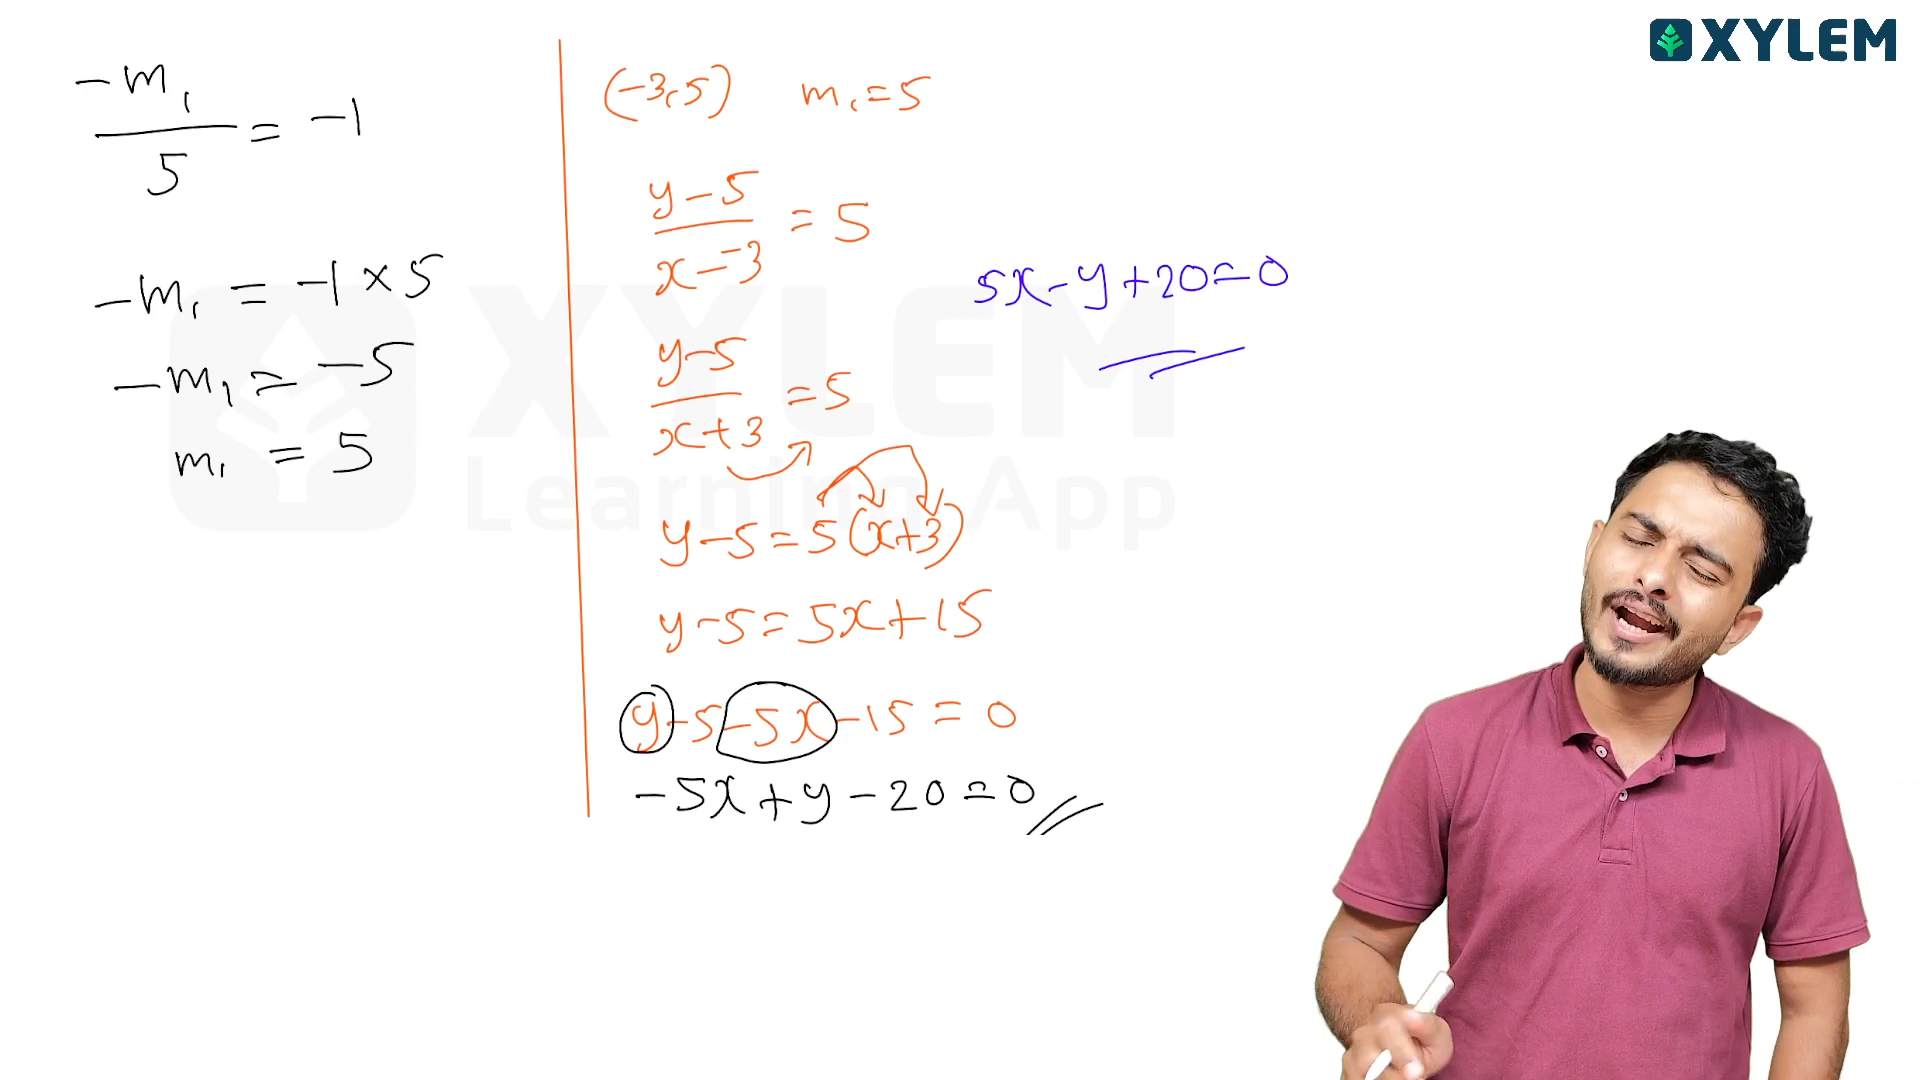 XYLEM
-m₁
5
= -1
-m₁ = -1 × 5
-m₁ = -5
m₁ = 5
(-3,5) m₁ = 5
y-5
x--3
= 5
y-5
x+3
= 5
y-5 = 5(x+3)
y-5 = 5x+15
y-5-5x-15 = 0
-5x+y-20=0
5x-y+20=0
XYLEM
Learning App